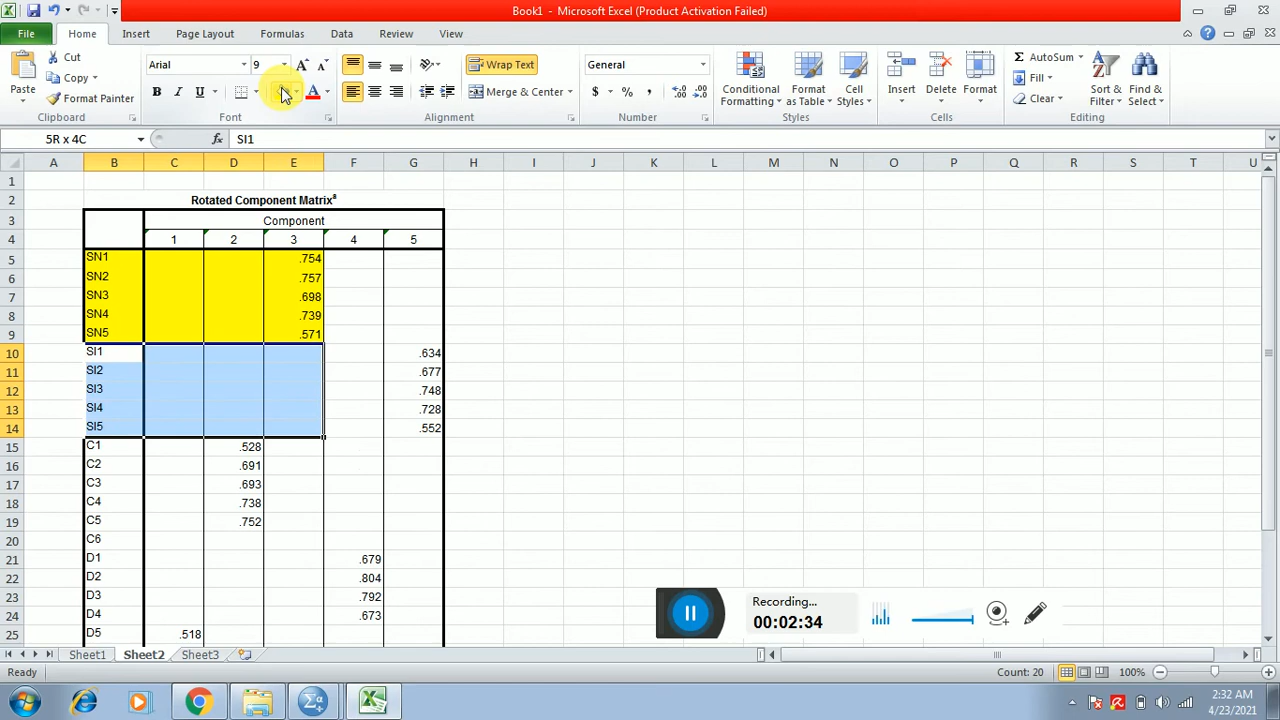 Book1 - Microsoft Excel (Product Activation Failed)
File Home Insert Page Layout Formulas Data Review View
Cut
Copy
Format Painter
Paste
Clipboard
Arial 9
B I U A
Font
Wrap Text
Merge & Center
Alignment
General
$ % ,
Number
Conditional Formatting
Format as Table
Cell Styles
Styles
Insert Delete Format
Cells
Σ AutoSum
Fill
Clear
Sort & Filter
Find & Select
Editing
5R x 4C fx SI1
A B C D E F G H I J K L M N O P Q R S T U
1
2 Rotated Component Matrixa
3 Component
4 1 2 3 4 5
5 SN1 .754
6 SN2 .757
7 SN3 .698
8 SN4 .739
9 SN5 .571
10 SI1 .634
11 SI2 .677
12 SI3 .748
13 SI4 .728
14 SI5 .552
15 C1 .528
16 C2 .691
17 C3 .693
18 C4 .738
19 C5 .752
20 C6
21 D1 .679
22 D2 .804
23 D3 .792
24 D4 .673
25 D5 .518
Recording...
00:02:34
Sheet1 Sheet2 Sheet3
Ready Count: 20 100%
2:32 AM
4/23/2021